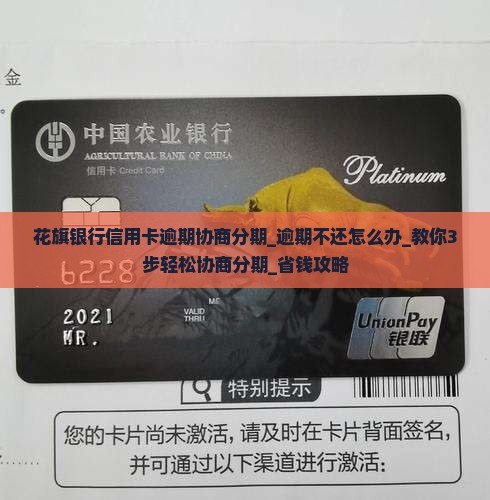 金
中国农业银行
AGRICULTURAL BANK OF CHINA
信用卡 Credit Card
Platinum
花旗银行信用卡逾期协商分期_逾期不还怎么办_教你3
步轻松协商分期_省钱攻略
6228
2021
VALID
THRU
MR.
UnionPay
银联
特别提示
您的卡片尚未激活，请及时在卡片背面签名，
并可通过以下渠道进行激活：